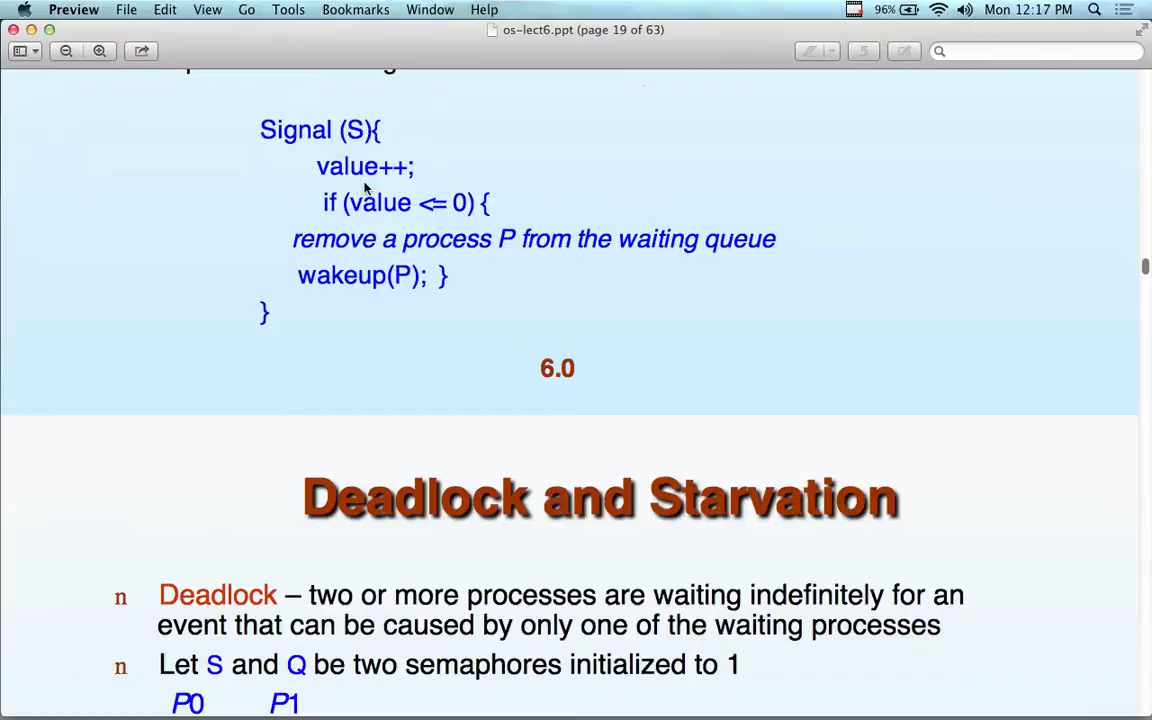 Preview File Edit View Go Tools Bookmarks Window Help 96% Mon 12:17 PM
os-lect6.ppt (page 19 of 63)
Signal (S){
value++;
if (value <= 0) {
remove a process P from the waiting queue
wakeup(P); }
}
6.0
Deadlock and Starvation
n Deadlock – two or more processes are waiting indefinitely for an
event that can be caused by only one of the waiting processes
n Let S and Q be two semaphores initialized to 1
P0 P1